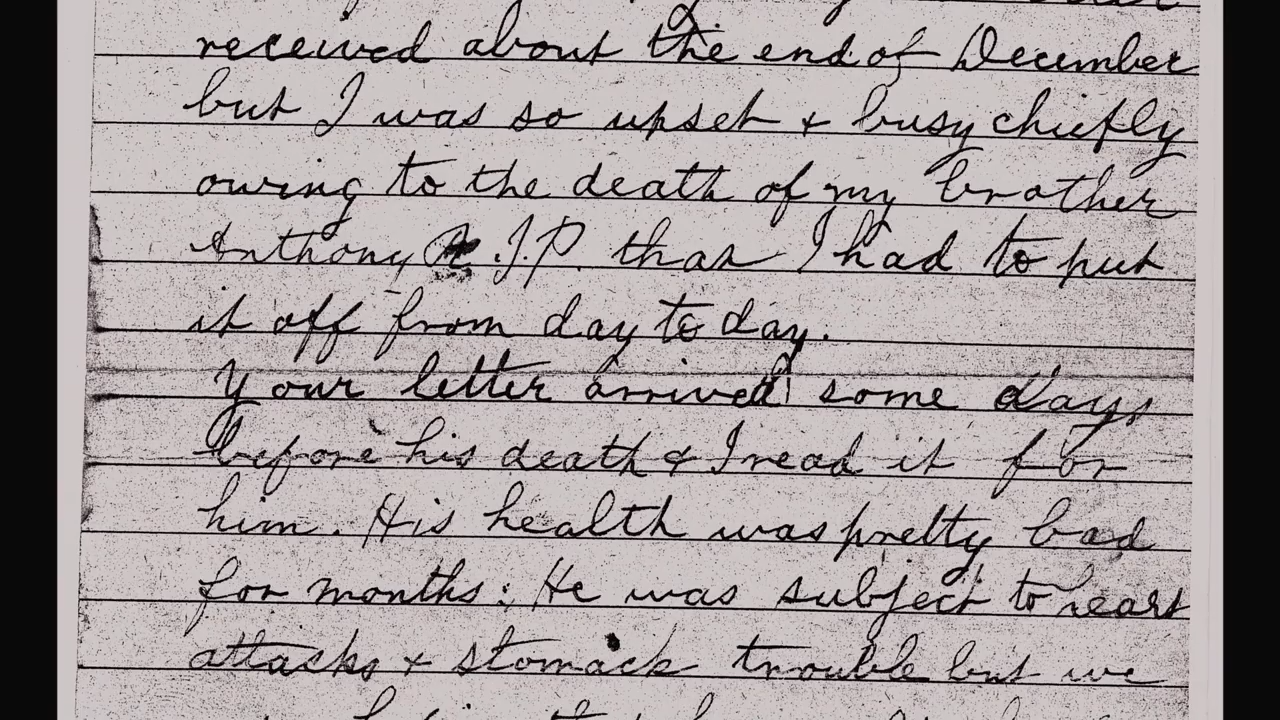 received about the end of December
but I was so upset & busy chiefly
owing to the death of my brother
Anthony R.I.P. that I had to put
it off from day to day.
Your letter arrived some days
before his death & I read it for
him. His health was pretty bad
for months: He was subject to heart
attacks & stomack trouble but we